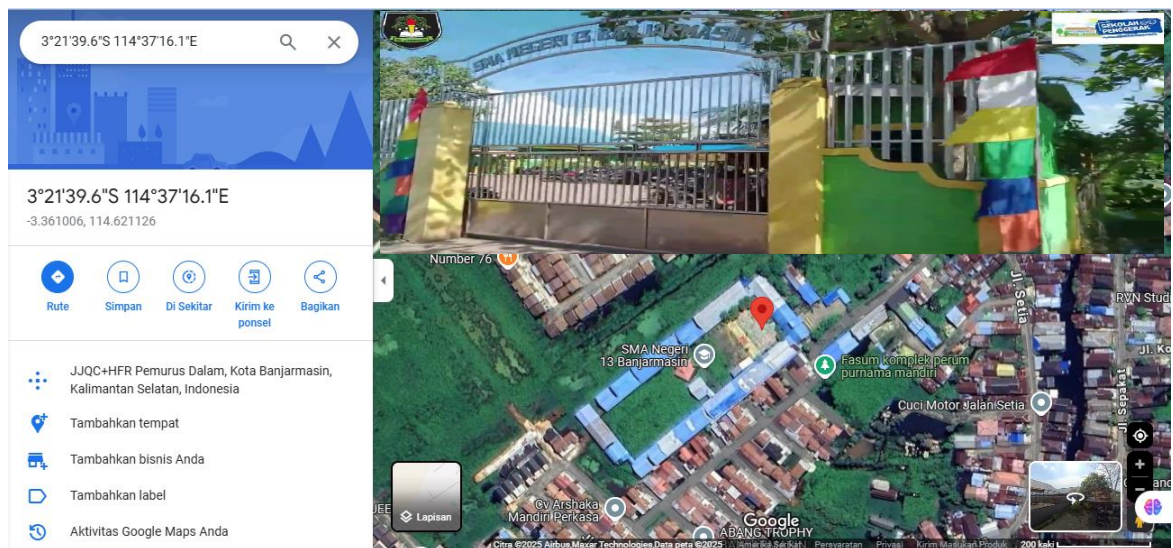 3°21'39.6"S 114°37'16.1"E
3°21'39.6"S 114°37'16.1"E
-3.361006, 114.621126
Rute
Simpan
Di Sekitar
Kirim ke
ponsel
Bagikan
JJQC+HFR Pemurus Dalam, Kota Banjarmasin,
Kalimantan Selatan, Indonesia
Tambahkan tempat
Tambahkan bisnis Anda
Tambahkan label
Aktivitas Google Maps Anda
SMA NEGERI 13 BANJARMASIN
SEKOLAH
PENGGERAK
Number 76
Jl. Setia
RVN Studi
SMA Negeri
13 Banjarmasin
Jl. Ko
Fasum komplek perum
purnama mandiri
Cuci Motor Jalan Setia
Jl. Sepakat
Lapisan
Cv Arshaka
Mandiri Perkasa
Google
ABANG TROPHY
Citra ©2025 Airbus, Maxar Technologies, Data peta ©2025
Amerika Serikat
Persyaratan
Privasi
Kirim Masukan Produk
200 kaki